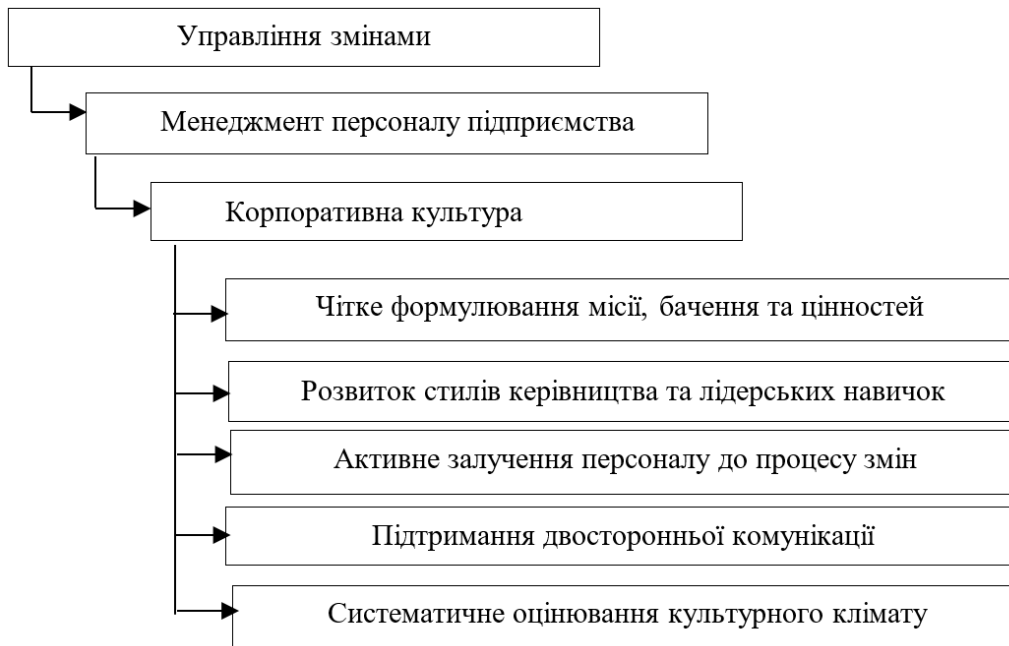 Управління змінами
Менеджмент персоналу підприємства
Корпоративна культура
Чітке формулювання місії, бачення та цінностей
Розвиток стилів керівництва та лідерських навичок
Активне залучення персоналу до процесу змін
Підтримання двосторонньої комунікації
Систематичне оцінювання культурного клімату